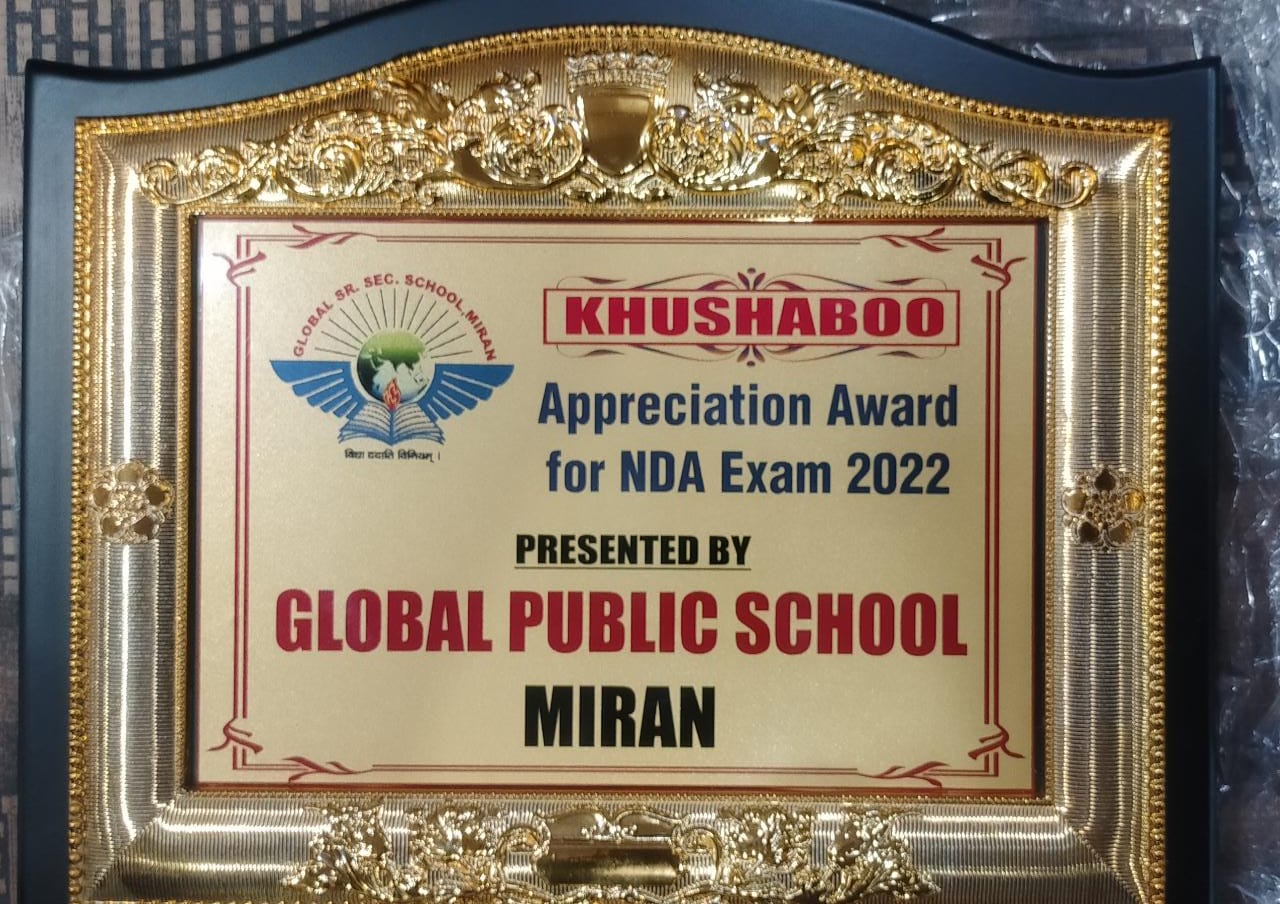 GLOBAL SR. SEC. SCHOOL, MIRAN
विद्या ददाति विनियम् ।
KHUSHABOO
Appreciation Award
for NDA Exam 2022
PRESENTED BY
GLOBAL PUBLIC SCHOOL
MIRAN